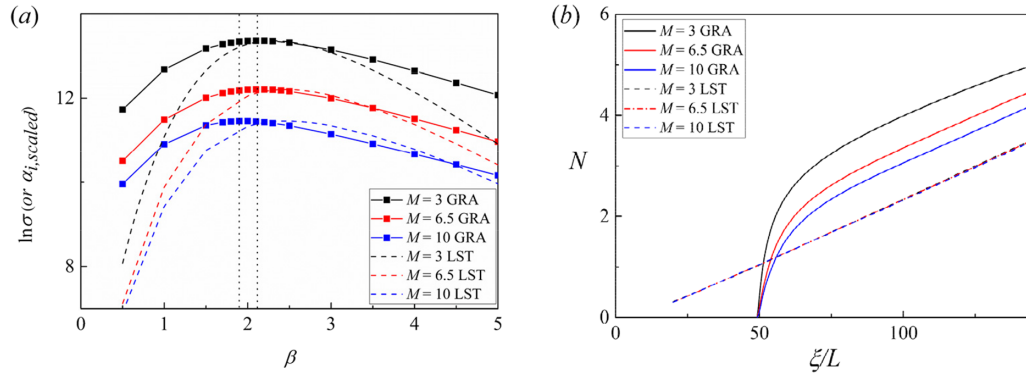 (a)
ln σ (or α_{i,scaled})
12
8
0
1
2
3
4
5
β
M = 3 GRA
M = 6.5 GRA
M = 10 GRA
M = 3 LST
M = 6.5 LST
M = 10 LST
(b)
N
6
4
2
0
0
50
100
ξ/L
M = 3 GRA
M = 6.5 GRA
M = 10 GRA
M = 3 LST
M = 6.5 LST
M = 10 LST